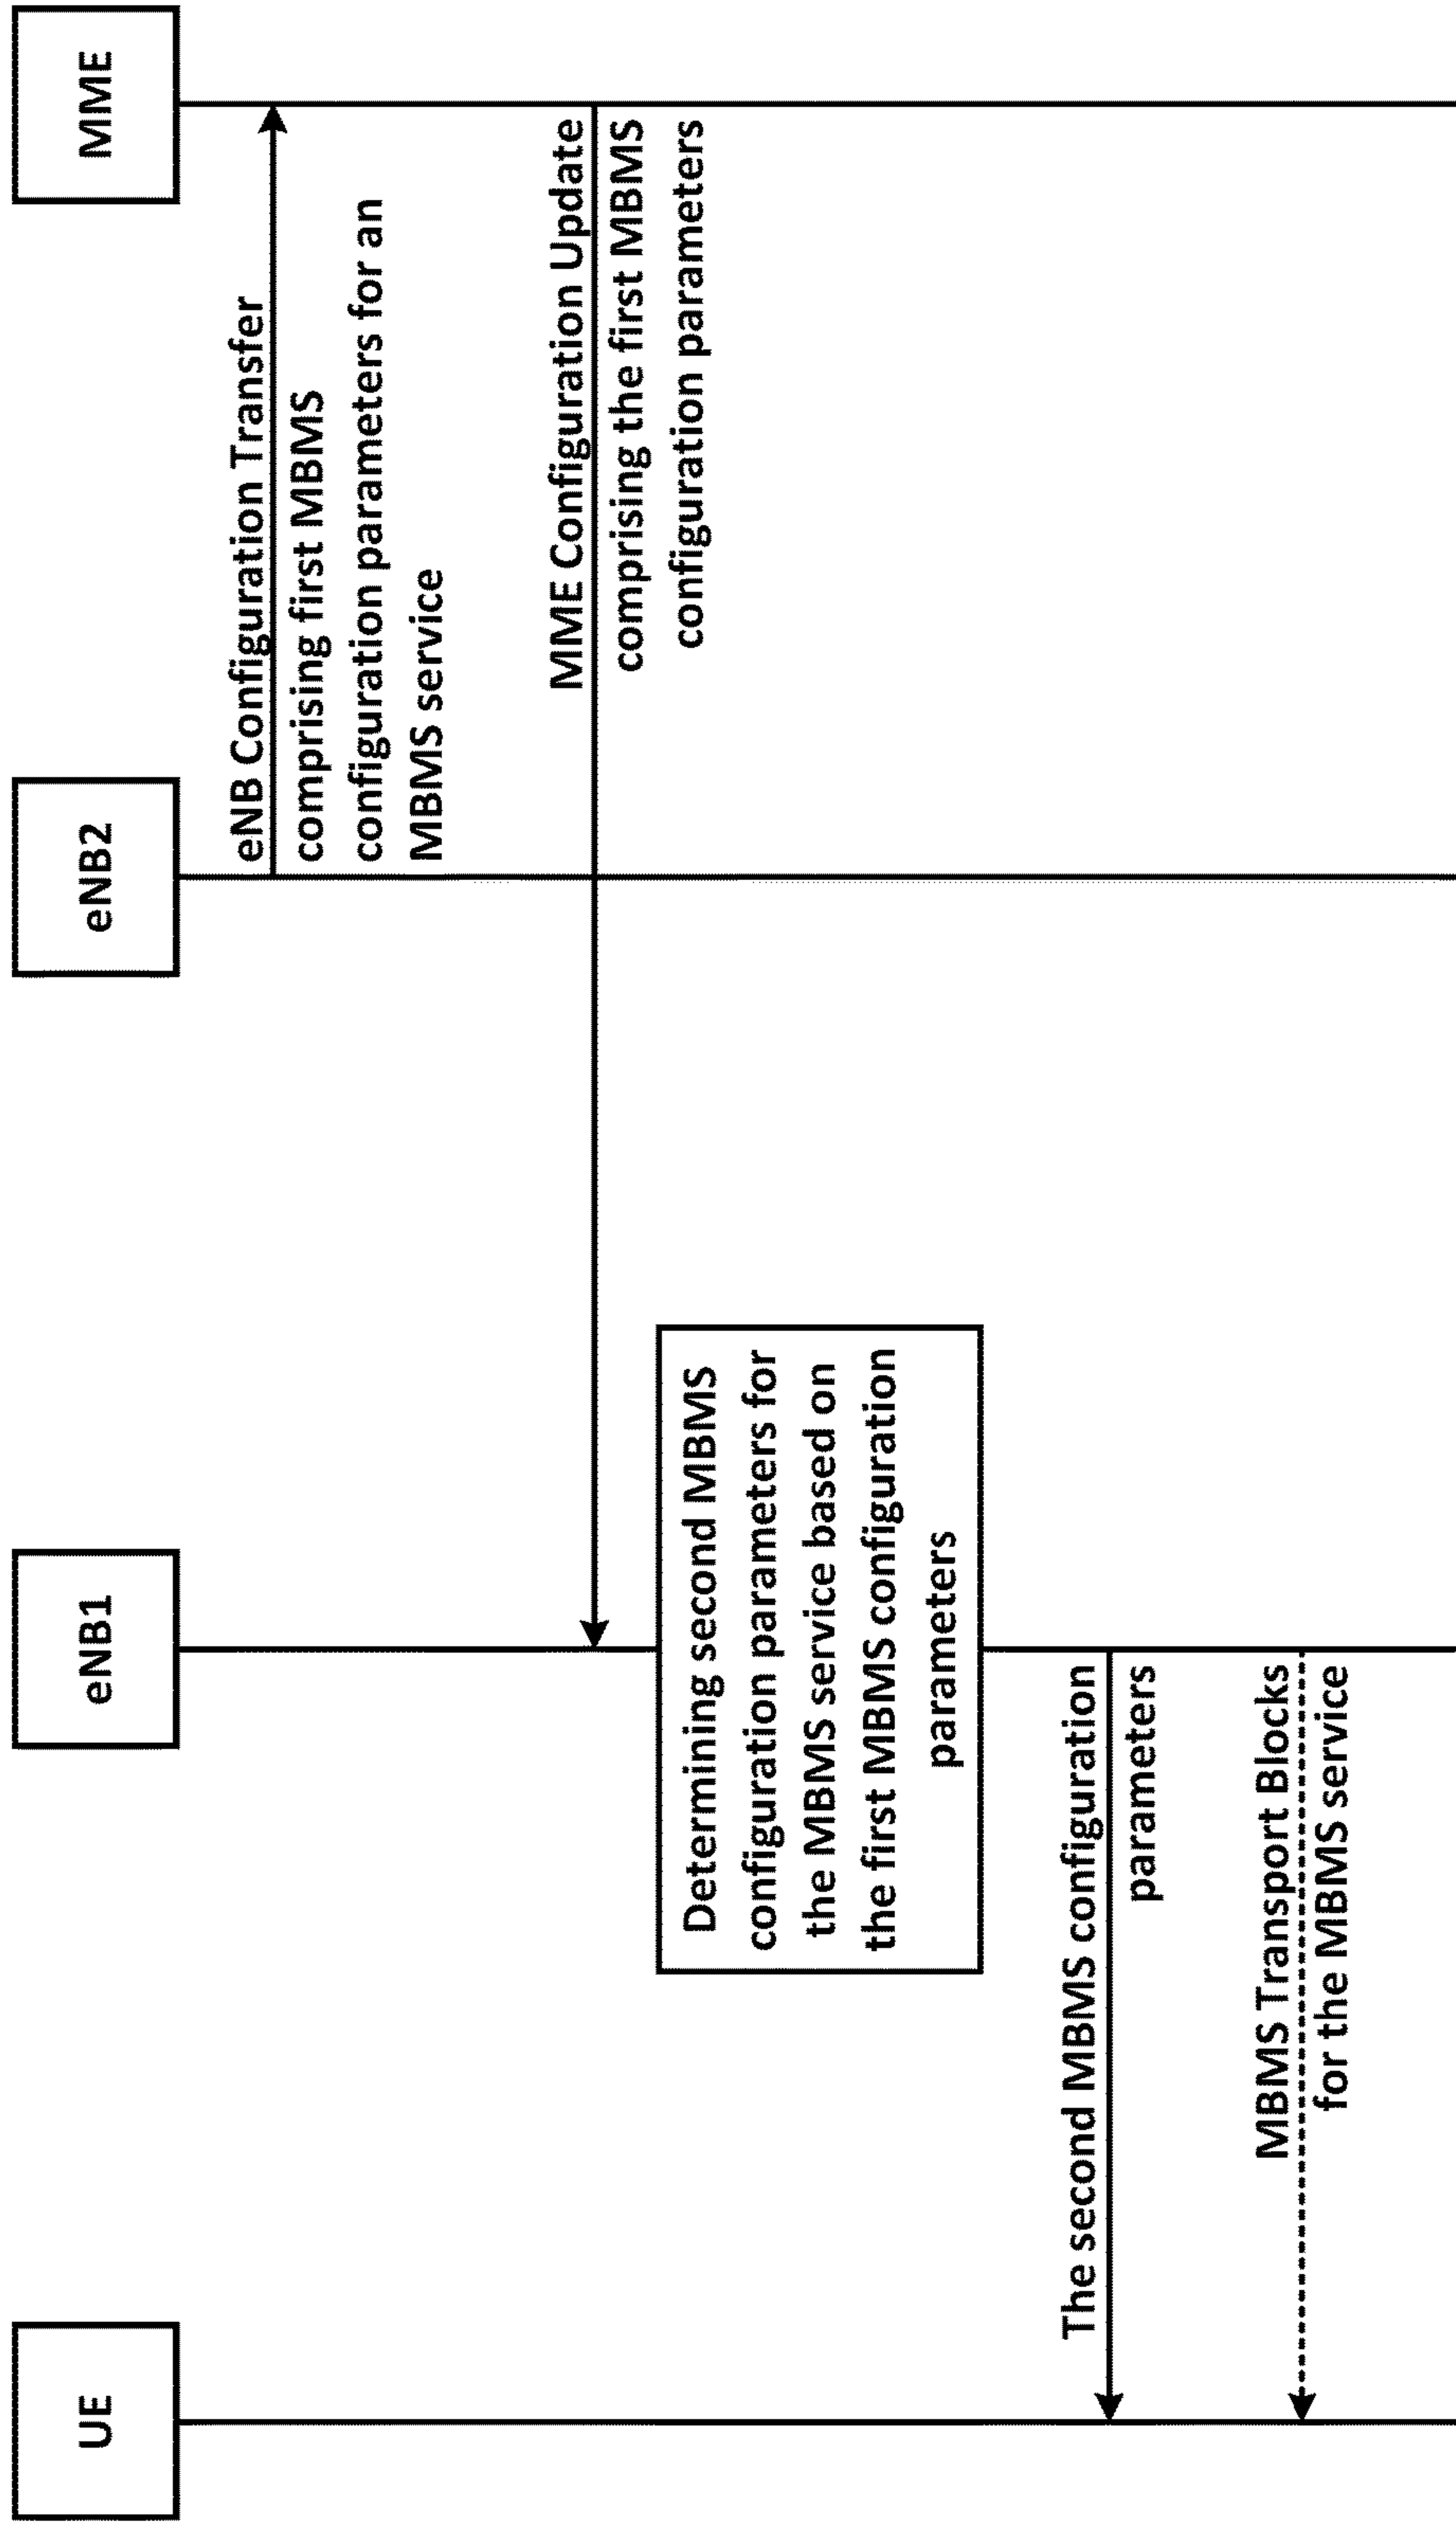 UE
eNB1
eNB2
MME
eNB Configuration Transfer
comprising first MBMS
configuration parameters for an
MBMS service
MME Configuration Update
comprising the first MBMS
configuration parameters
Determining second MBMS
configuration parameters for
the MBMS service based on
the first MBMS configuration
parameters
The second MBMS configuration
parameters
MBMS Transport Blocks
for the MBMS service